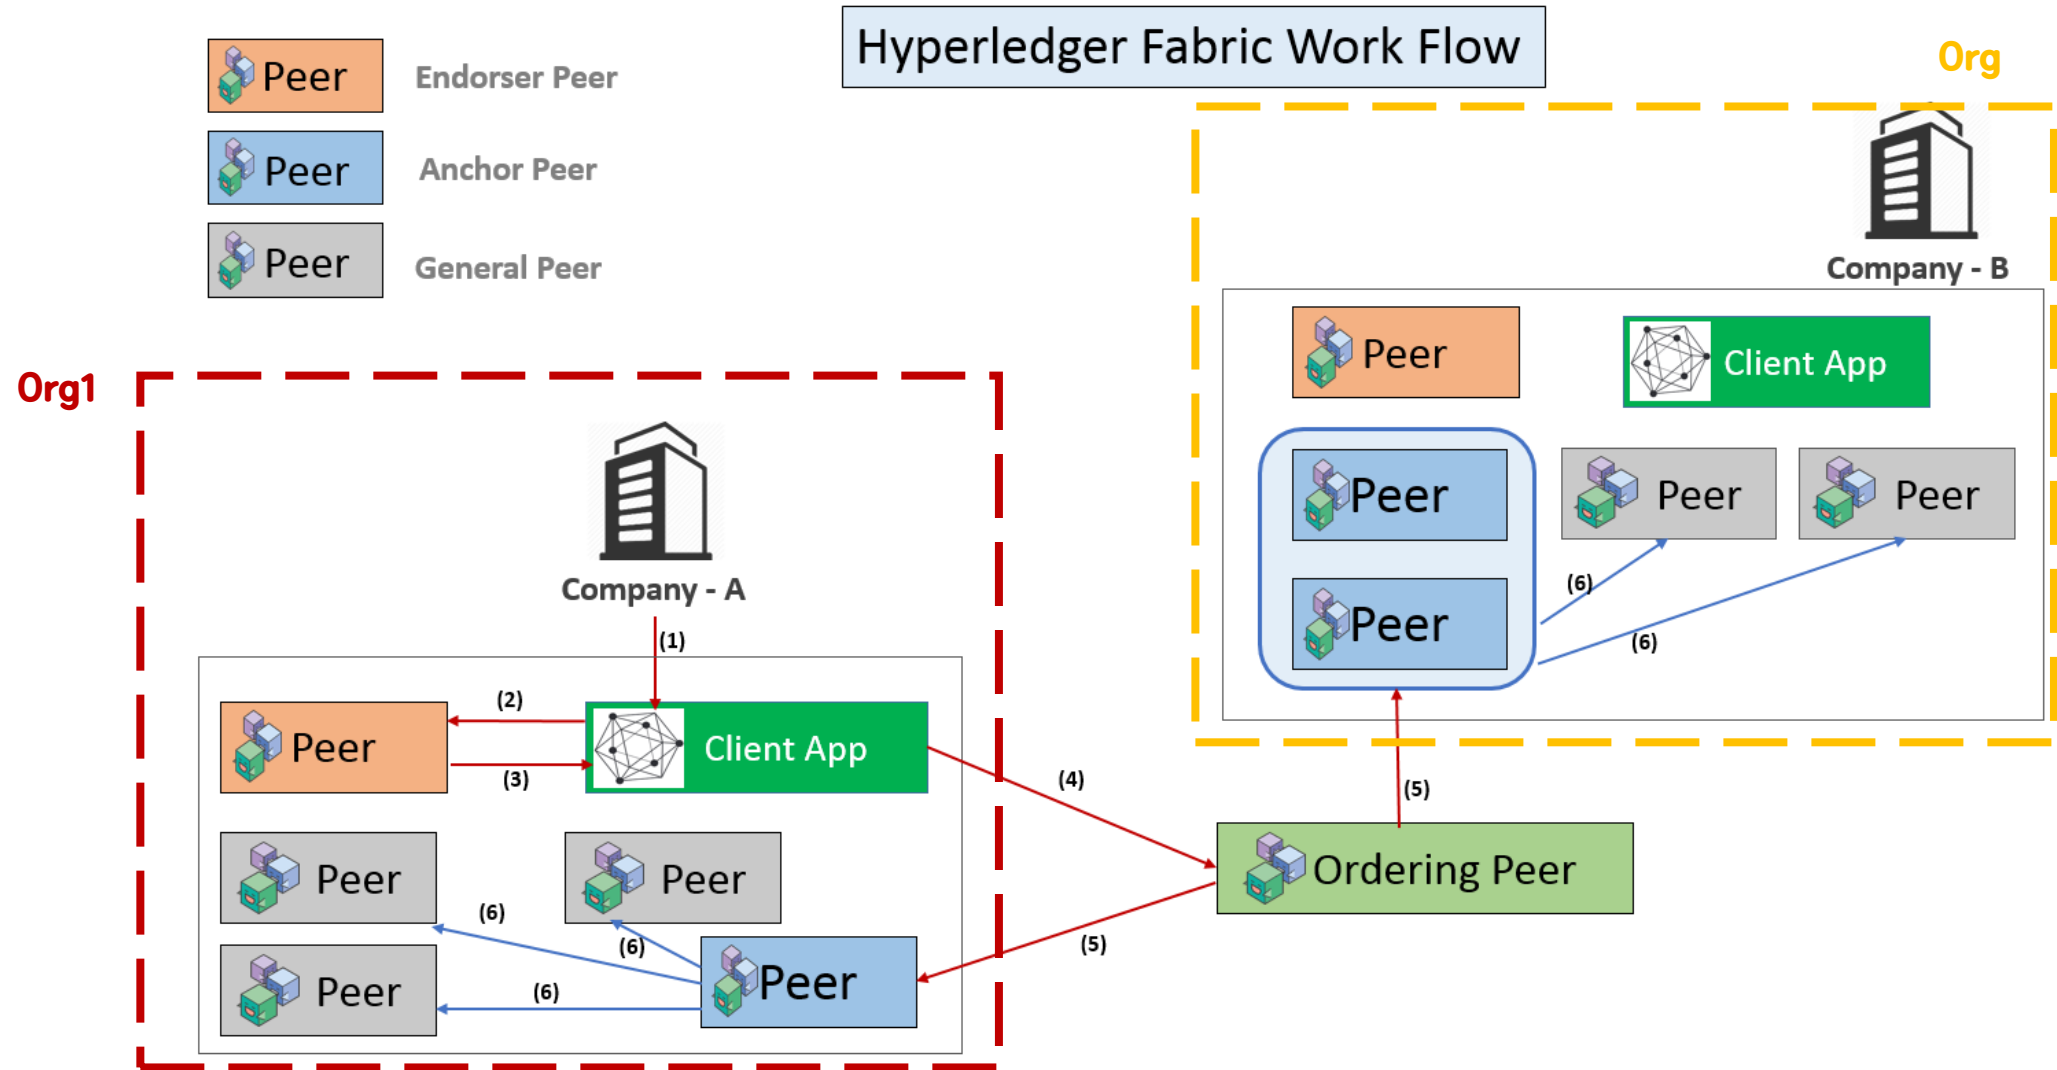 Hyperledger Fabric Work Flow
Peer
Endorser Peer
Peer
Anchor Peer
Peer
General Peer
Org
Company - B
Peer
Client App
Peer
Peer
Peer
Peer
(6)
(6)
Org1
Company - A
(1)
(2)
Peer
Client App
(3)
Peer
Peer
(6)
(6)
Peer
(6)
Peer
(4)
(5)
Ordering Peer
(5)